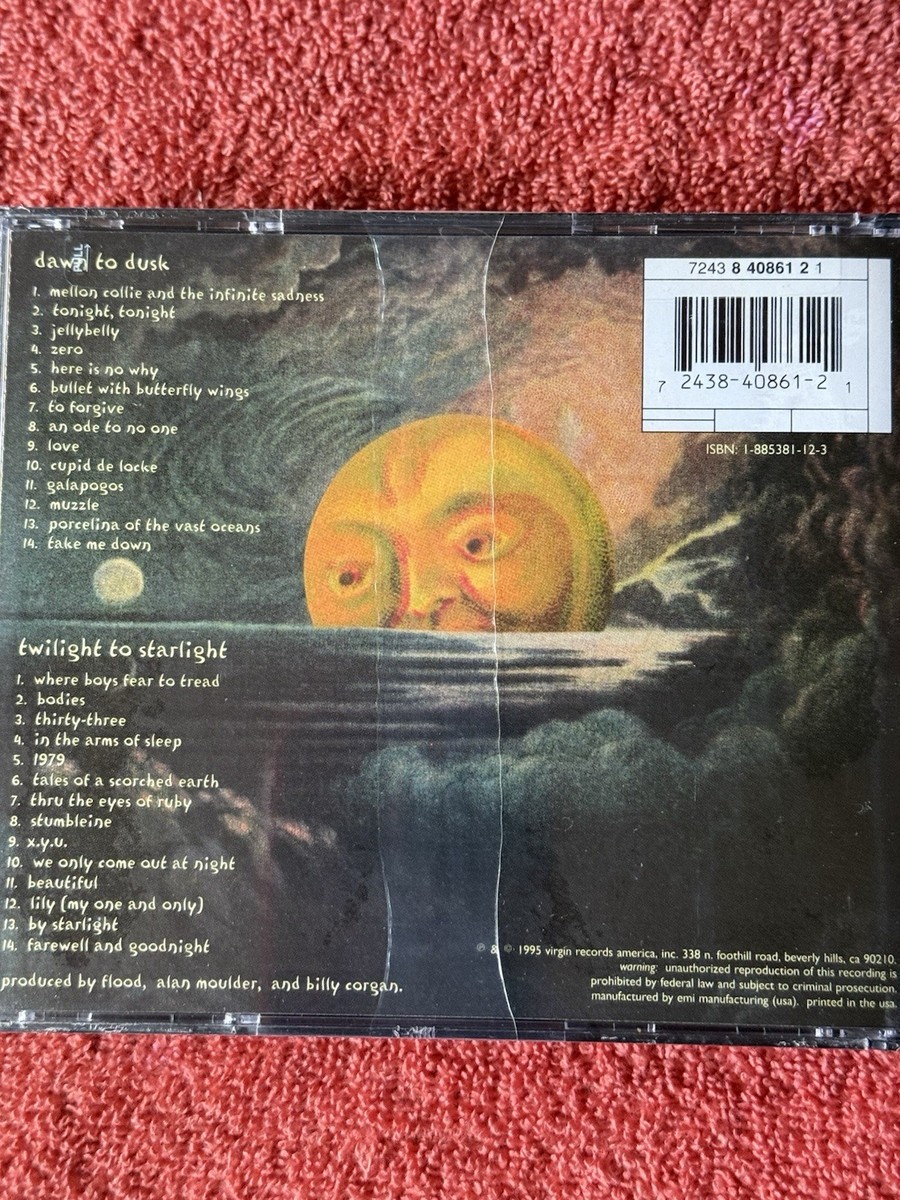 dawn to dusk
PULL
1. mellon collie and the infinite sadness
2. tonight, tonight
3. jellybelly
4. zero
5. here is no why
6. bullet with butterfly wings
7. to forgive
8. an ode to no one
9. love
10. cupid de locke
11. galapogos
12. muzzle
13. porcelina of the vast oceans
14. take me down
7243 8 40861 2 1
7 2438-40861-2 1
ISBN: 1-885381-12-3
twilight to starlight
1. where boys fear to tread
2. bodies
3. thirty-three
4. in the arms of sleep
5. 1979
6. tales of a scorched earth
7. thru the eyes of ruby
8. stumbleine
9. x.y.u.
10. we only come out at night
11. beautiful
12. lily (my one and only)
13. by starlight
14. farewell and goodnight
produced by flood, alan moulder, and billy corgan.
℗ & © 1995 virgin records america, inc. 338 n. foothill road, beverly hills, ca 90210.
warning: unauthorized reproduction of this recording is
prohibited by federal law and subject to criminal prosecution.
manufactured by emi manufacturing (usa). printed in the usa.